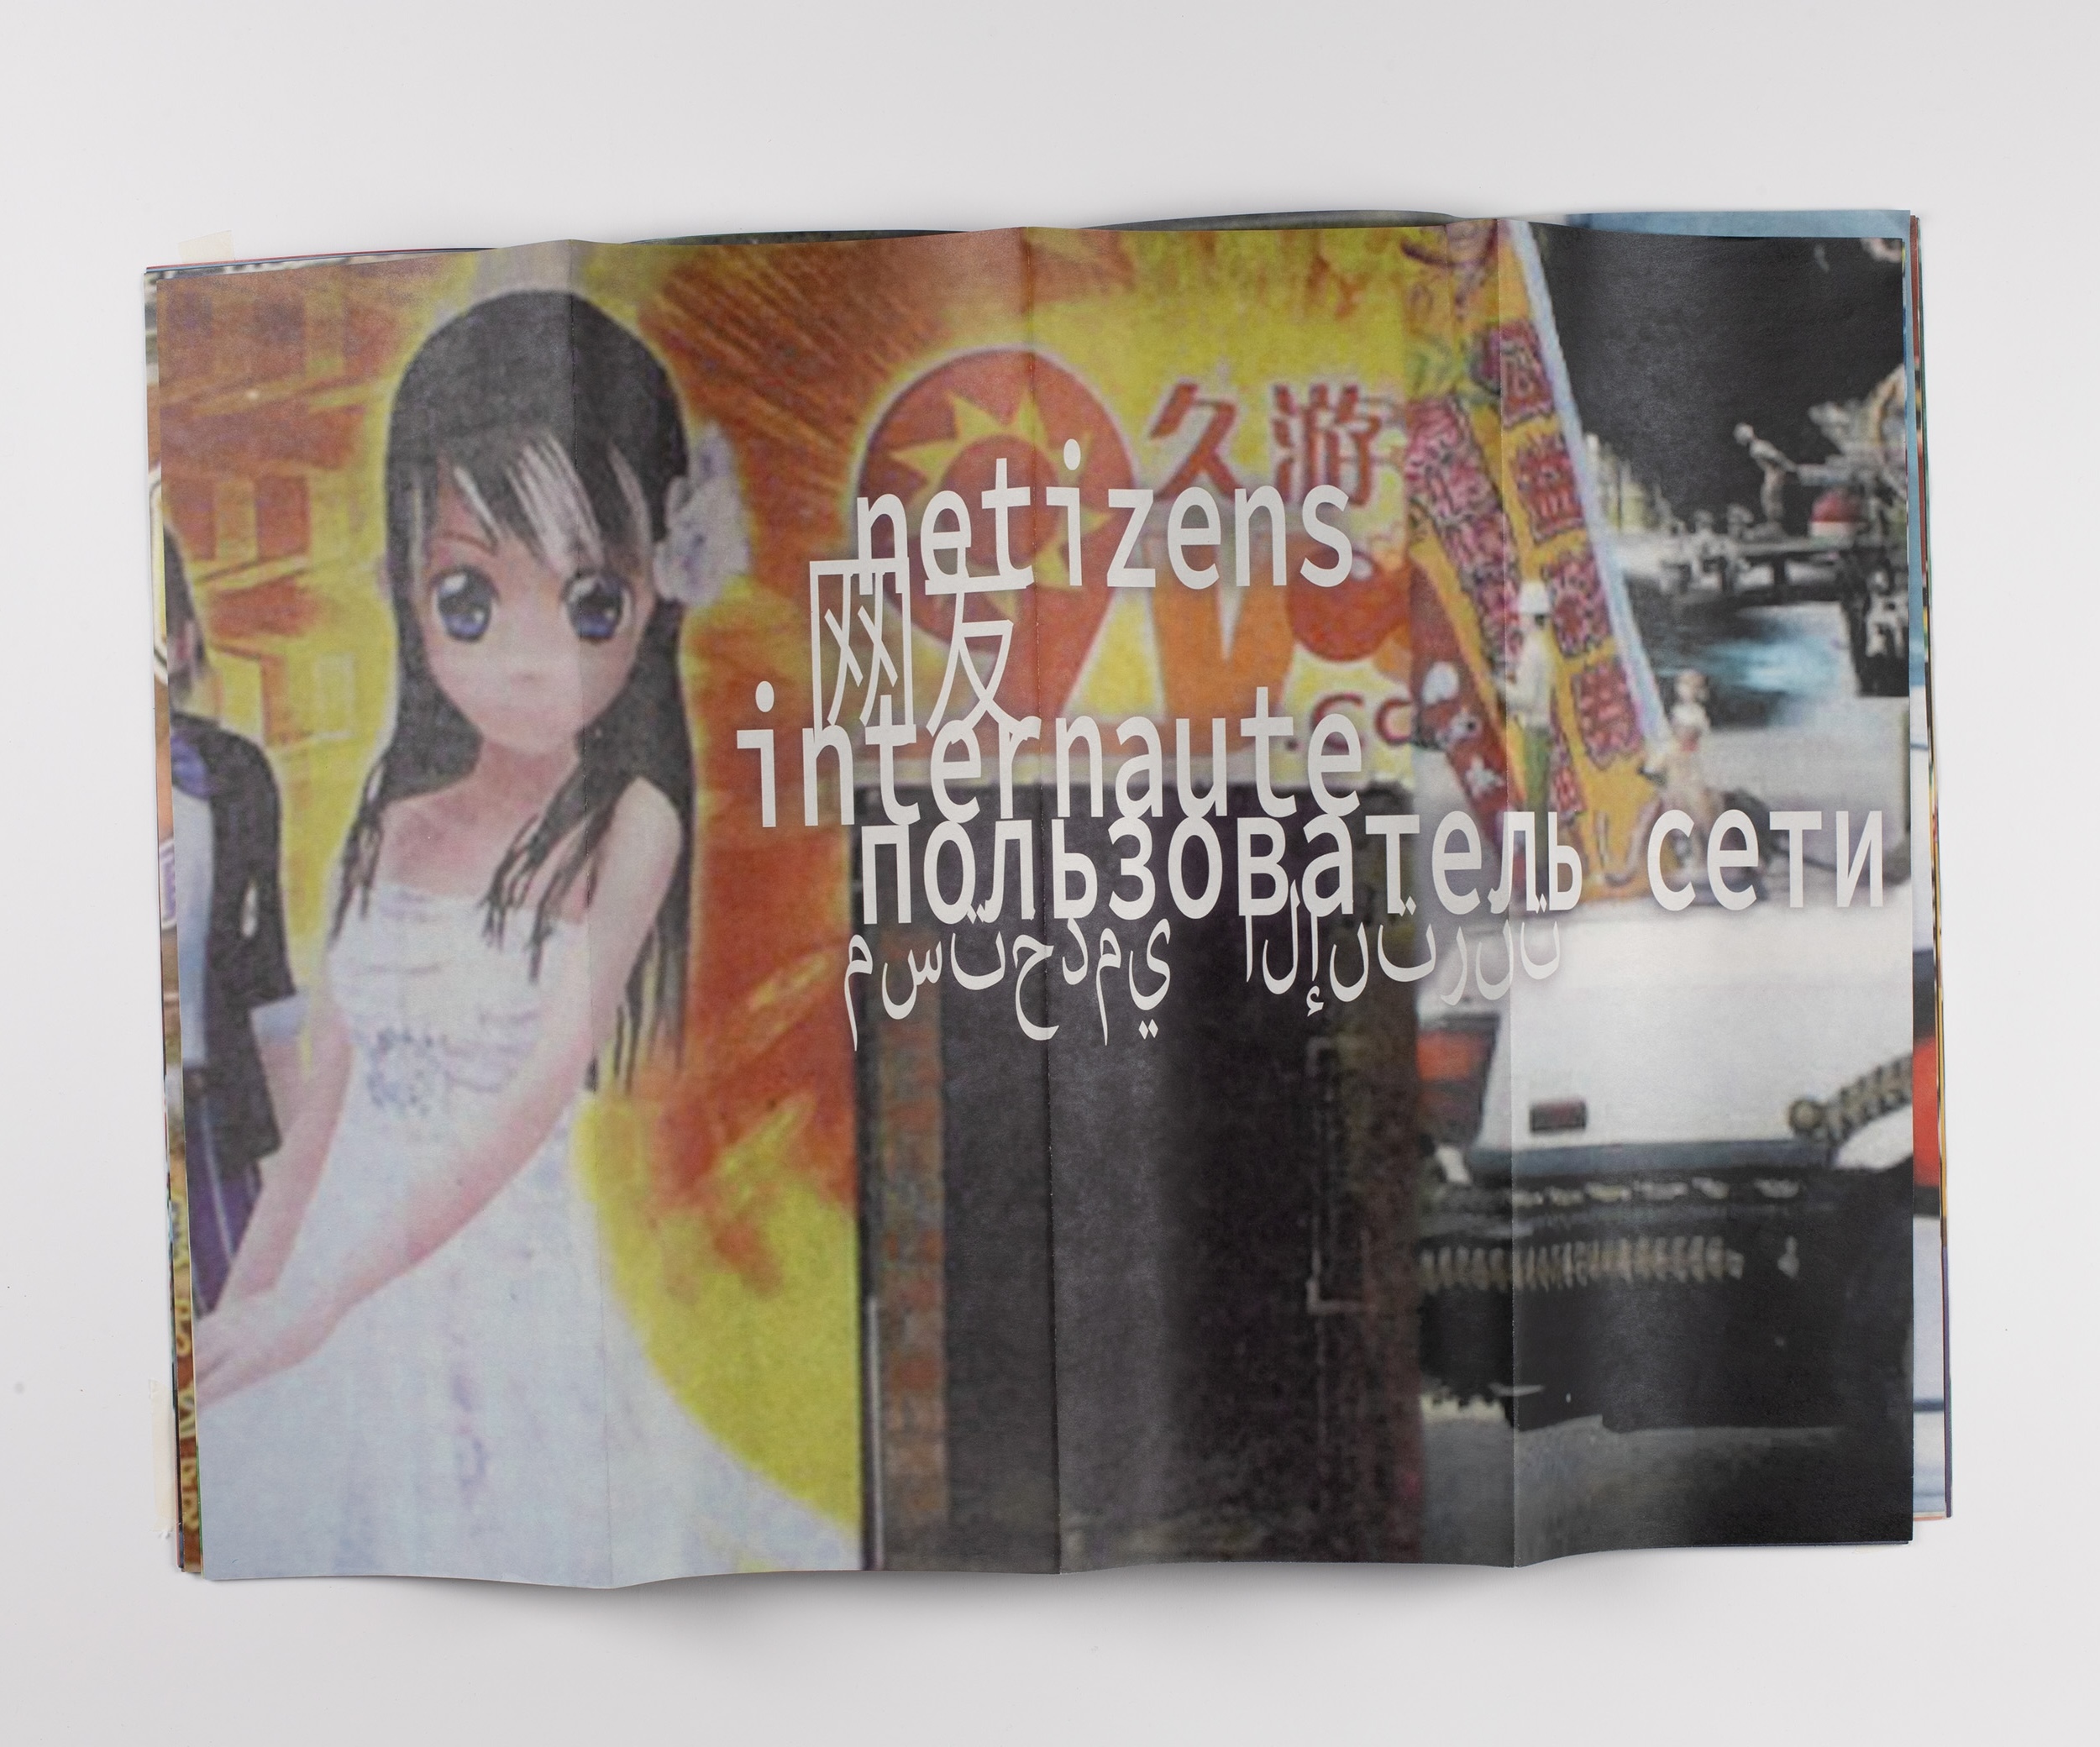 久游
netizens
网友
internaute
пользователь сети
مستخدمي الإنترنت